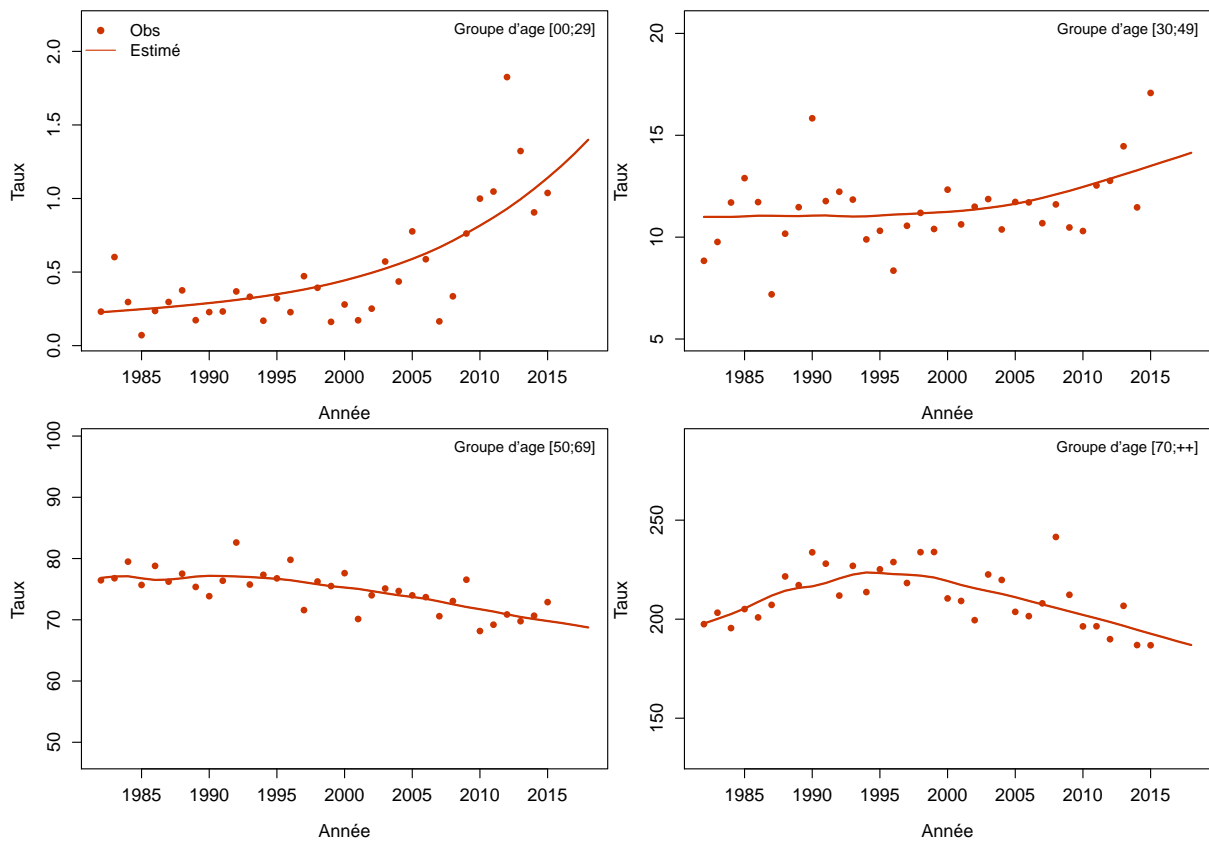 Obs
Estimé
Groupe d'age [00;29]
Taux
0.0
0.5
1.0
1.5
2.0
1985 1990 1995 2000 2005 2010 2015
Année
Groupe d'age [30;49]
Taux
5
10
15
20
1985 1990 1995 2000 2005 2010 2015
Année
Groupe d'age [50;69]
Taux
50
60
70
80
90
100
1985 1990 1995 2000 2005 2010 2015
Année
Groupe d'age [70;++]
Taux
150
200
250
1985 1990 1995 2000 2005 2010 2015
Année